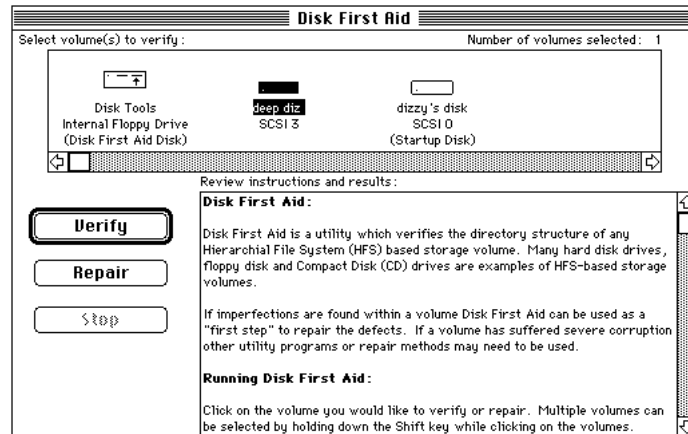 Disk First Aid
Select volume(s) to verify:
Number of volumes selected: 1
Disk Tools
Internal Floppy Drive
(Disk First Aid Disk)
deep diz
SCSI 3
dizzy's disk
SCSI 0
(Startup Disk)
Review instructions and results:
Verify
Repair
Stop
Disk First Aid:
Disk First Aid is a utility which verifies the directory structure of any
Hierarchial File System (HFS) based storage volume. Many hard disk drives,
floppy disk and Compact Disk (CD) drives are examples of HFS-based storage
volumes.
If imperfections are found within a volume Disk First Aid can be used as a
"first step" to repair the defects. If a volume has suffered severe corruption
other utility programs or repair methods may need to be used.
Running Disk First Aid:
Click on the volume you would like to verify or repair. Multiple volumes can
be selected by holding down the Shift key while clicking on the volumes.